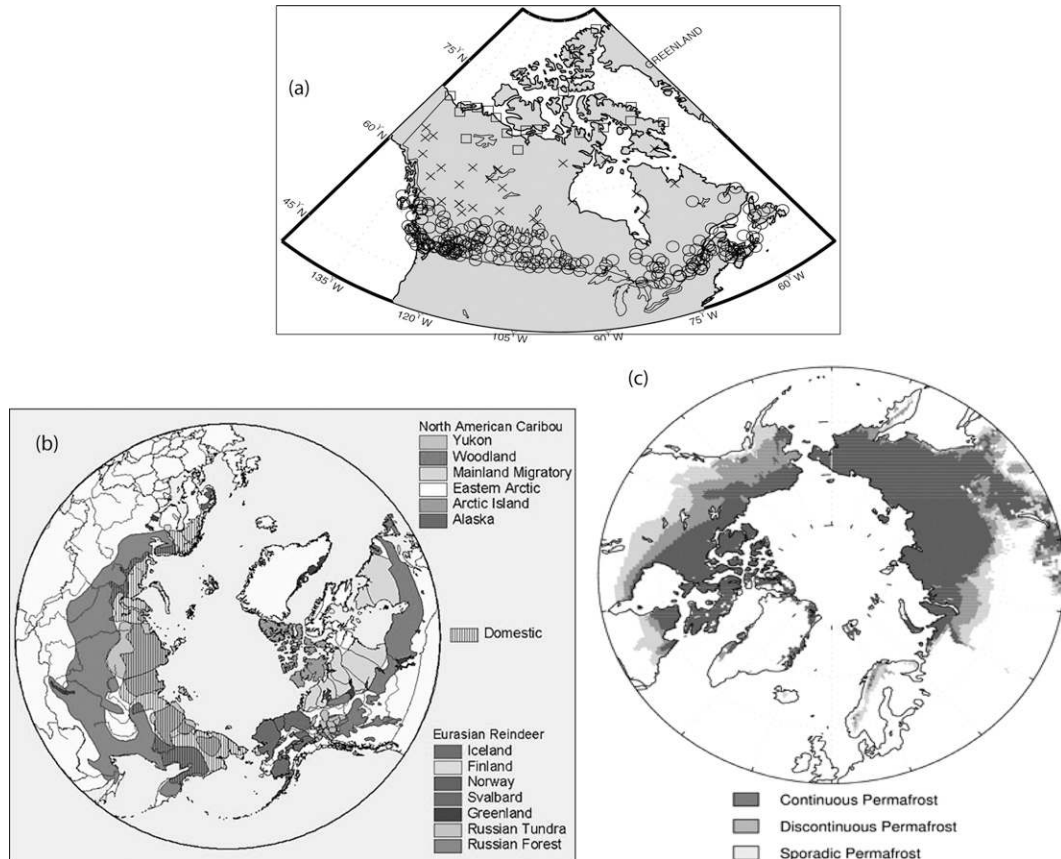 (a)
GREENLAND
75°N
60°N
45°N
CANADA
135°W
120°W
105°W
90°W
75°W
60°W
(b)
North American Caribou
Yukon
Woodland
Mainland Migratory
Eastern Arctic
Arctic Island
Alaska
Domestic
Eurasian Reindeer
Iceland
Finland
Norway
Svalbard
Greenland
Russian Tundra
Russian Forest
(c)
Continuous Permafrost
Discontinuous Permafrost
Sporadic Permafrost